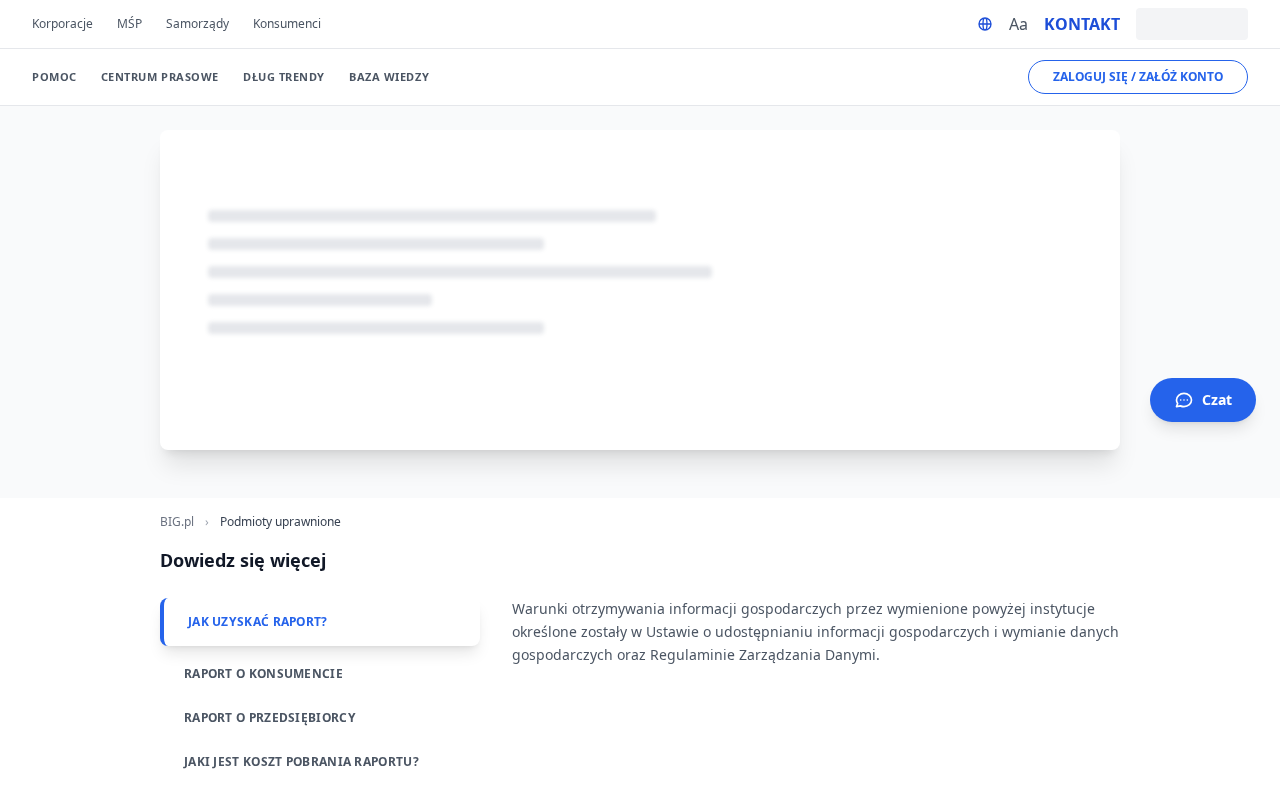 Korporacje MŚP Samorządy Konsumenci Aa KONTAKT
POMOC CENTRUM PRASOWE DŁUG TRENDY BAZA WIEDZY ZALOGUJ SIĘ / ZAŁÓŻ KONTO
Czat
BIG.pl › Podmioty uprawnione
Dowiedz się więcej
JAK UZYSKAĆ RAPORT?
RAPORT O KONSUMENCIE
RAPORT O PRZEDSIĘBIORCY
JAKI JEST KOSZT POBRANIA RAPORTU?
Warunki otrzymywania informacji gospodarczych przez wymienione powyżej instytucje
określone zostały w Ustawie o udostępnianiu informacji gospodarczych i wymianie danych
gospodarczych oraz Regulaminie Zarządzania Danymi.